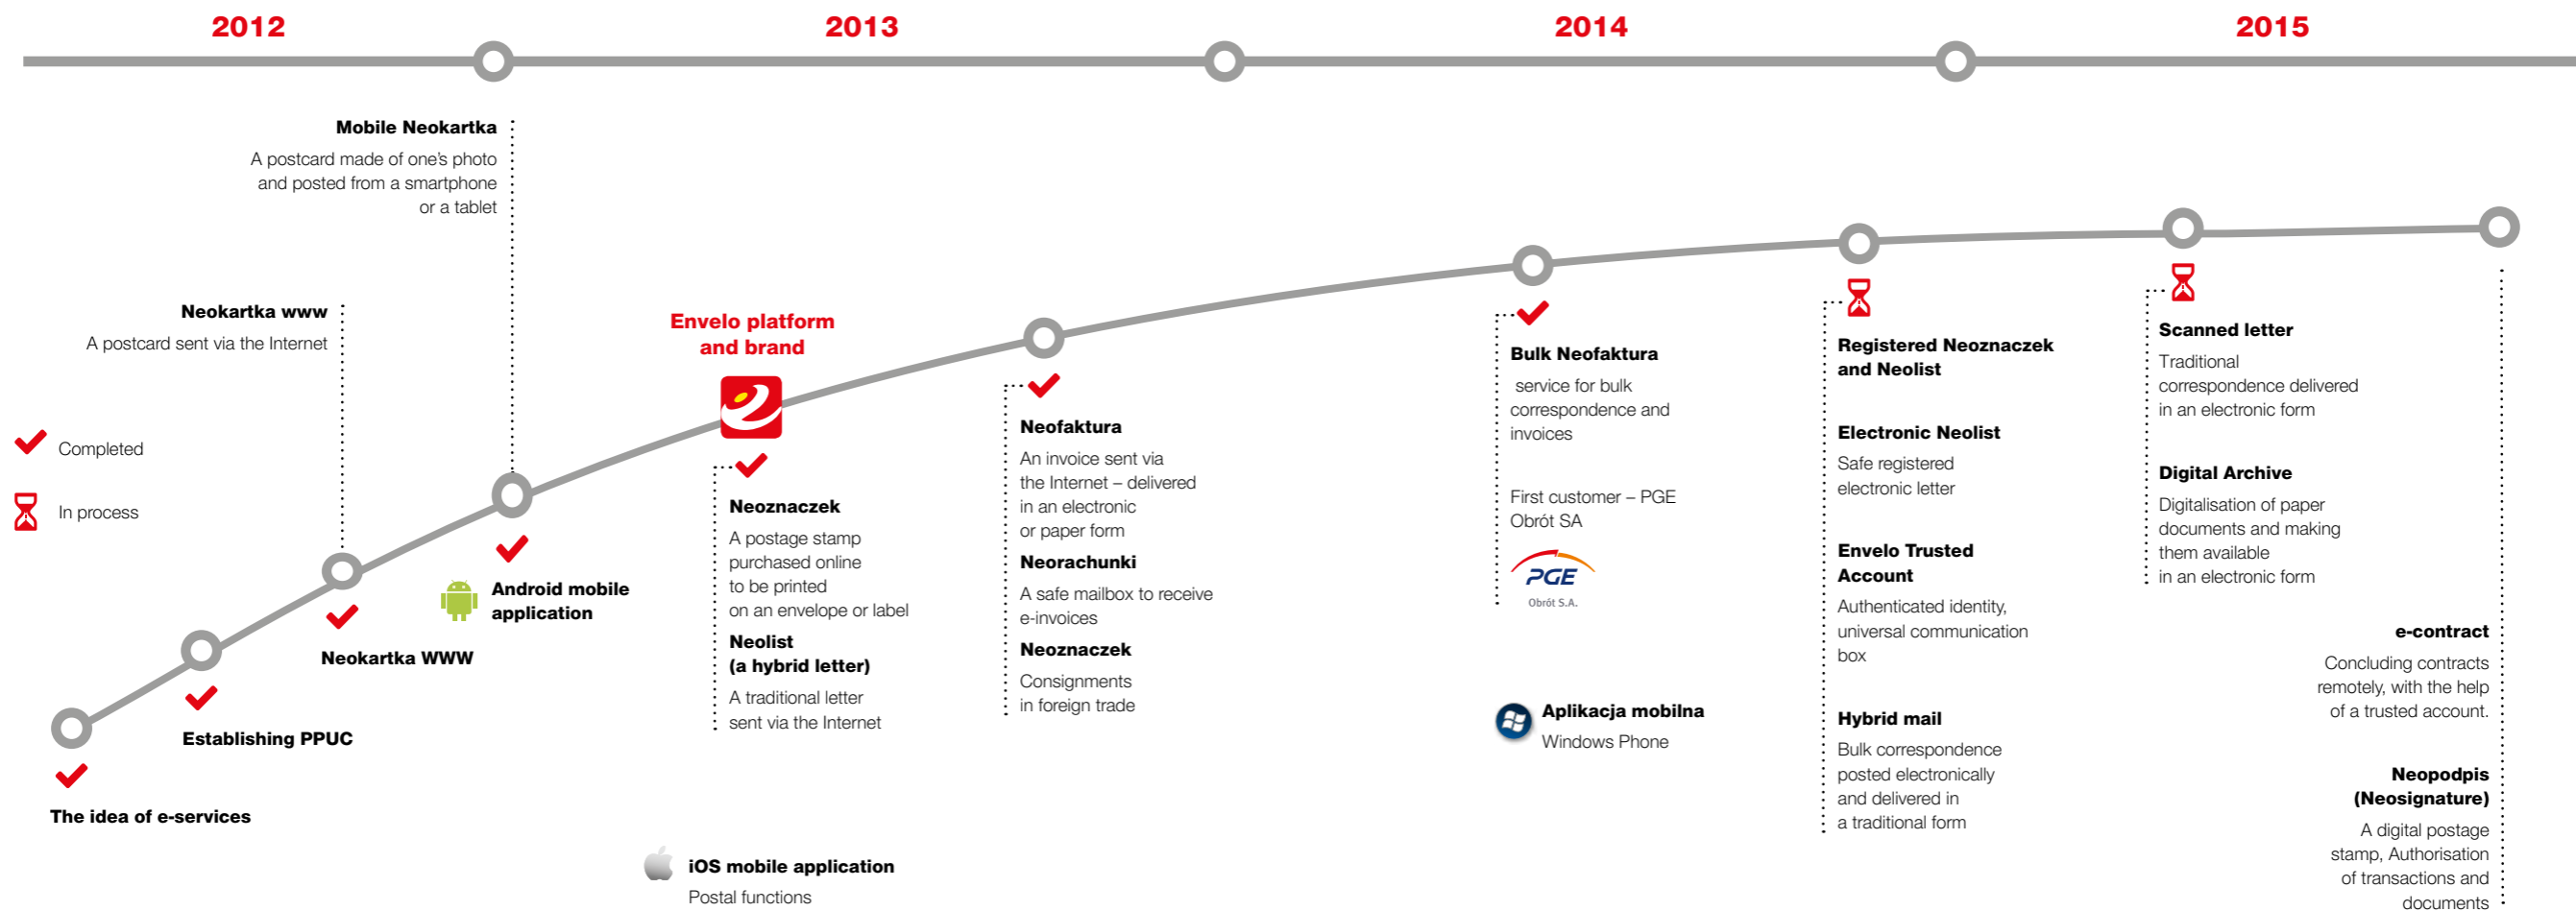 2012
2013
2014
2015
Mobile Neokartka
A postcard made of one's photo
and posted from a smartphone
or a tablet
Neokartka www
A postcard sent via the Internet
Completed
In process
The idea of e-services
Establishing PPUC
Neokartka WWW
Android mobile
application
Envelo platform
and brand
Neoznaczek
A postage stamp
purchased online
to be printed
on an envelope or label
Neolist
(a hybrid letter)
A traditional letter
sent via the Internet
iOS mobile application
Postal functions
Neofaktura
An invoice sent via
the Internet – delivered
in an electronic
or paper form
Neorachunki
A safe mailbox to receive
e-invoices
Neoznaczek
Consignments
in foreign trade
Bulk Neofaktura
service for bulk
correspondence and
invoices
First customer – PGE
Obrót SA
PGE
Obrót S.A.
Aplikacja mobilna
Windows Phone
Registered Neoznaczek
and Neolist
Electronic Neolist
Safe registered
electronic letter
Envelo Trusted
Account
Authenticated identity,
universal communication
box
Hybrid mail
Bulk correspondence
posted electronically
and delivered in
a traditional form
Scanned letter
Traditional
correspondence delivered
in an electronic form
Digital Archive
Digitalisation of paper
documents and making
them available
in an electronic form
e-contract
Concluding contracts
remotely, with the help
of a trusted account.
Neopodpis
(Neosignature)
A digital postage
stamp, Authorisation
of transactions and
documents